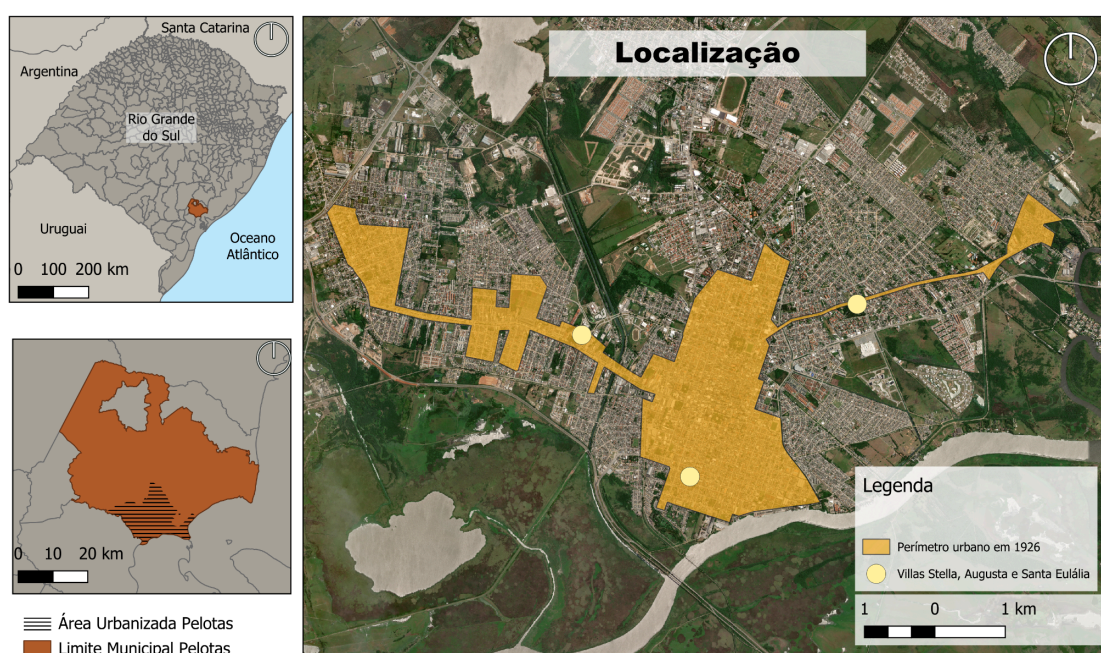 Santa Catarina
Argentina
Rio Grande
do Sul
Uruguai
Oceano
Atlântico
0 100 200 km
0 10 20 km
Área Urbanizada Pelotas
Limite Municipal Pelotas
Localização
Legenda
Perímetro urbano em 1926
Villas Stella, Augusta e Santa Eulália
1 0 1 km